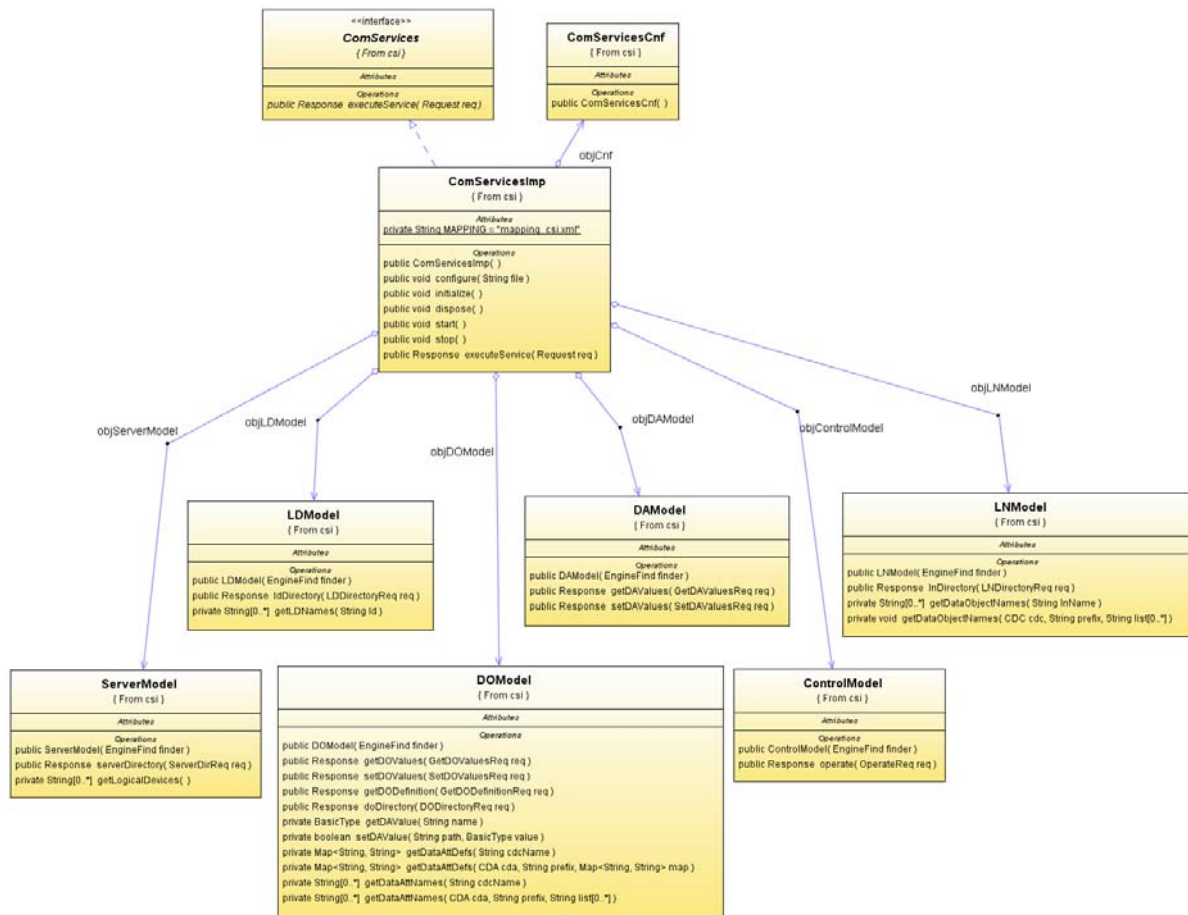 <<interface>>
ComServices
{ From csi }
Attributes
Operations
public Response executeService( Request req)
ComServicesCnf
{ From csi }
Attributes
Operations
public ComServicesCnf( )
objCnf
ComServicesImp
{ From csi }
Attributes
private String MAPPING = "mapping_csi.xml"
Operations
public ComServicesImp( )
public void configure( String file )
public void initialize( )
public void dispose( )
public void start( )
public void stop( )
public Response executeService( Request req )
objServerModel
objLDModel
objDOModel
objDAModel
objControlModel
objLNModel
LDModel
{ From csi }
Attributes
Operations
public LDModel( EngineFind finder )
public Response ldDirectory( LDDirectoryReq req )
private String[0..*] getLDNames( String ld )
DAModel
{ From csi }
Attributes
Operations
public DAModel( EngineFind finder )
public Response getDAValues( GetDAValuesReq req )
public Response setDAValues( SetDAValuesReq req )
LNModel
{ From csi }
Attributes
Operations
public LNModel( EngineFind finder )
public Response lnDirectory( LNDirectoryReq req )
private String[0..*] getDataObjectNames( String lnName )
private void getDataObjectNames( CDC cdc, String prefix, String list[0..*] )
ServerModel
{ From csi }
Attributes
Operations
public ServerModel( EngineFind finder )
public Response serverDirectory( ServerDirReq req )
private String[0..*] getLogicalDevices( )
DOModel
{ From csi }
Attributes
Operations
public DOModel( EngineFind finder )
public Response getDOValues( GetDOValuesReq req )
public Response setDOValues( SetDOValuesReq req )
public Response getDODefinition( GetDODefinitionReq req )
public Response doDirectory( DODirectoryReq req )
private BasicType getDAValue( String name )
private boolean setDAValue( String path, BasicType value )
private Map<String, String> getDataAttDefs( String cdcName )
private Map<String, String> getDataAttDefs( CDA cda, String prefix, Map<String, String> map )
private String[0..*] getDataAttNames( String cdcName )
private String[0..*] getDataAttNames( CDA cda, String prefix, String list[0..*] )
ControlModel
{ From csi }
Attributes
Operations
public ControlModel( EngineFind finder )
public Response operate( OperateReq req )